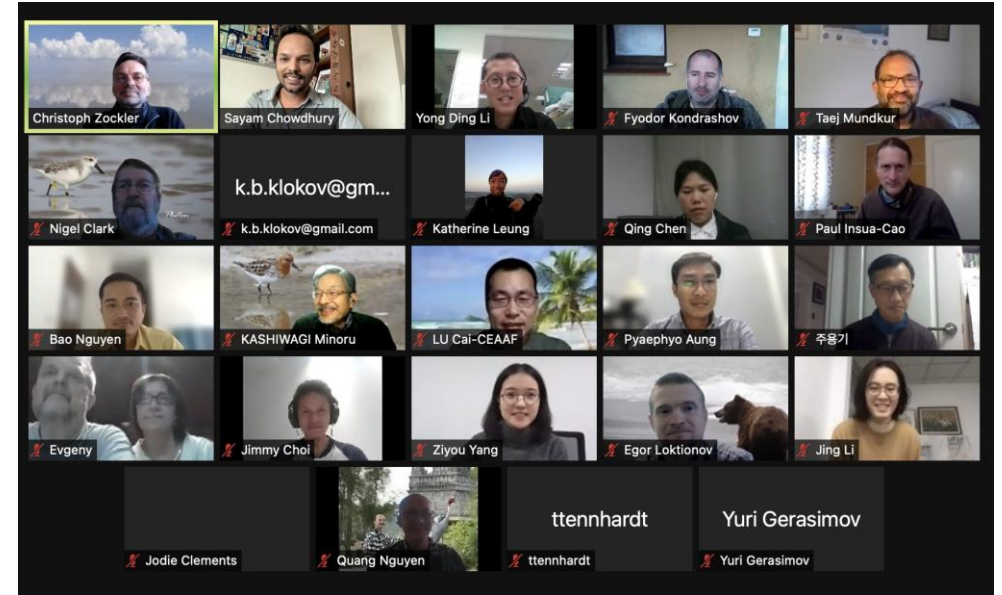 Christoph Zockler
Sayam Chowdhury
Yong Ding Li
Fyodor Kondrashov
Taej Mundkur
Nigel Clark
k.b.klokov@gm...
k.b.klokov@gmail.com
Katherine Leung
Qing Chen
Paul Insua-Cao
Bao Nguyen
KASHIWAGI Minoru
LU Cai-CEAAF
Pyaephyo Aung
주용기
Evgeny
Jimmy Choi
Ziyou Yang
Egor Loktionov
Jing Li
Jodie Clements
Quang Nguyen
ttennhardt
ttennhardt
Yuri Gerasimov
Yuri Gerasimov